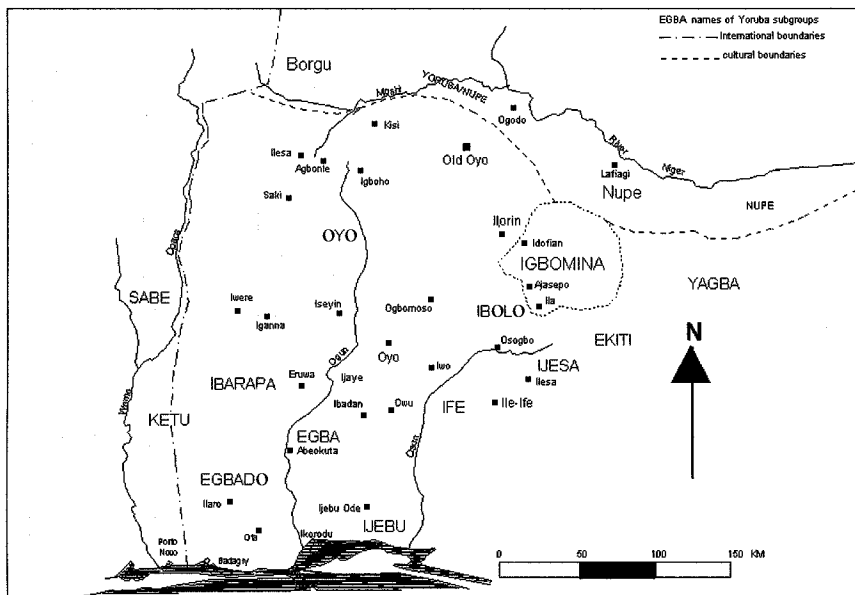 EGBA names of Yoruba subgroups
International boundaries
cultural boundaries
Borgu
Moshi
YORUBA/NUPE
Ogodo
Kisi
River
Niger
Ilesa
Agbonle
Old Oyo
Lafiagi
Igboho
Nupe
Saki
NUPE
OYO
Ilorin
Idofian
IGBOMINA
YAGBA
SABE
Ajasepo
Ila
Iwere
Iganna
Iseyin
Ogbomoso
IBOLO
N
EKITI
Oyo
Osogbo
Ogun
Iwo
IJESA
IBARAPA
Eruwa
Ijaye
Ilesa
Ibadan
Owu
IFE
Ile-Ife
KETU
EGBA
Abeokuta
EGBADO
Ilaro
Ijebu Ode
IJEBU
Ota
Ikorodu
Porto
Novo
Badagry
0 50 100 150 KM